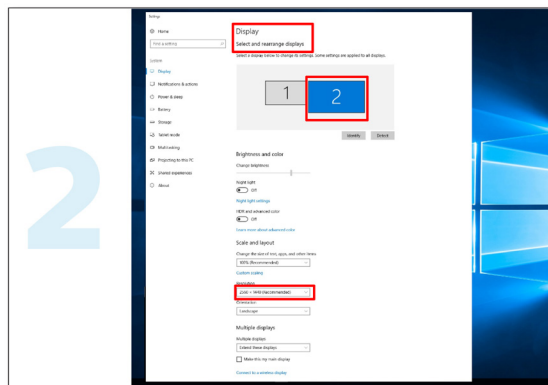 2
Settings
Home
Find a setting
System
Display
Notifications & actions
Power & sleep
Battery
Storage
Tablet mode
Multitasking
Projecting to this PC
Shared experiences
About
Display
Select and rearrange displays
Select a display below to change its settings. Some settings are applied to all displays.
1
2
Identify
Detect
Brightness and color
Change brightness
Night light
Off
Night light settings
HDR and advanced color
Off
Learn more about advanced color
Scale and layout
Change the size of text, apps, and other items
100% (Recommended)
Custom scaling
Resolution
(Recommended)
Orientation
Landscape
Multiple displays
Multiple displays
Extend these displays
Make this my main display
Connect to a wireless display